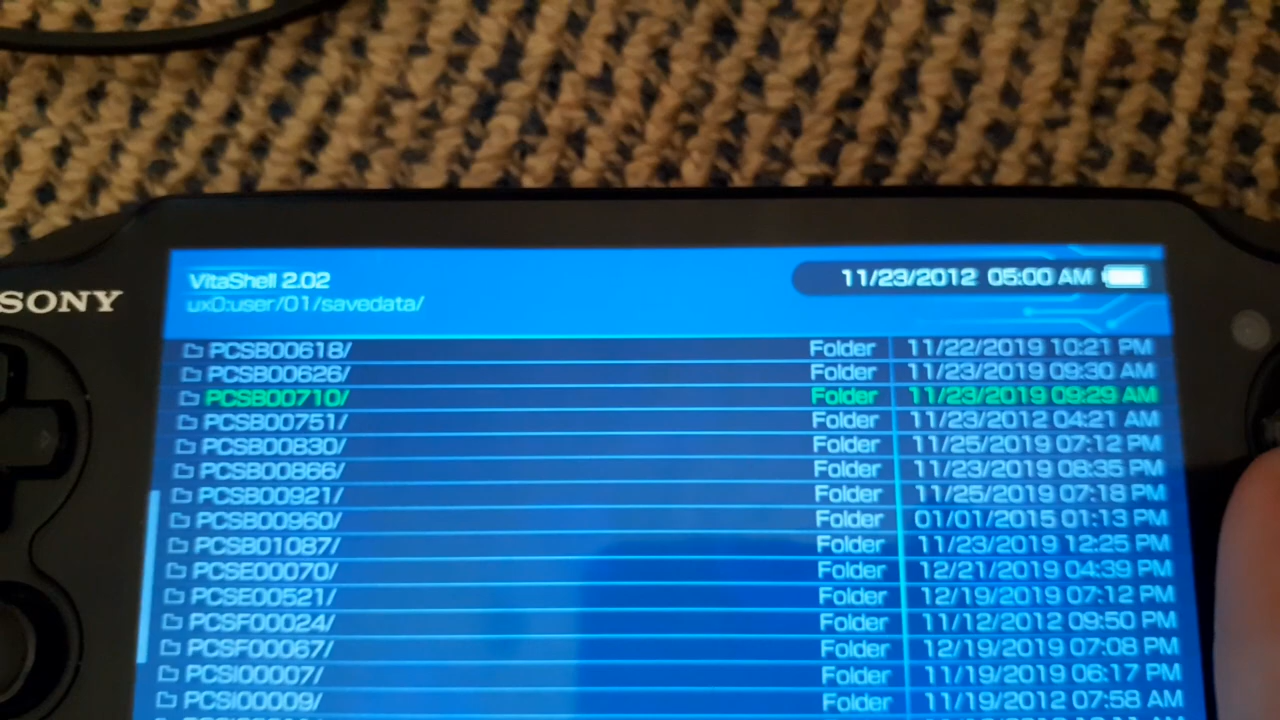 VitaShell 2.02
11/23/2012 05:00 AM
SONY
ux0:user/01/savedata/
PCSB00618/ Folder 11/22/2019 10:21 PM
PCSB00626/ Folder 11/23/2019 09:30 AM
PCSB00710/ Folder 11/23/2019 09:29 AM
PCSB00751/ Folder 11/23/2012 04:21 AM
PCSB00830/ Folder 11/25/2019 07:12 PM
PCSB00866/ Folder 11/23/2019 08:35 PM
PCSB00921/ Folder 11/25/2019 07:18 PM
PCSB00960/ Folder 01/01/2015 01:13 PM
PCSB01087/ Folder 11/23/2019 12:25 PM
PCSE00070/ Folder 12/21/2019 04:39 PM
PCSE00521/ Folder 12/19/2019 07:12 PM
PCSF00024/ Folder 11/12/2012 09:50 PM
PCSF00067/ Folder 12/19/2019 07:08 PM
PCSI00007/ Folder 11/19/2019 06:17 PM
PCSI00009/ Folder 11/19/2012 07:58 AM